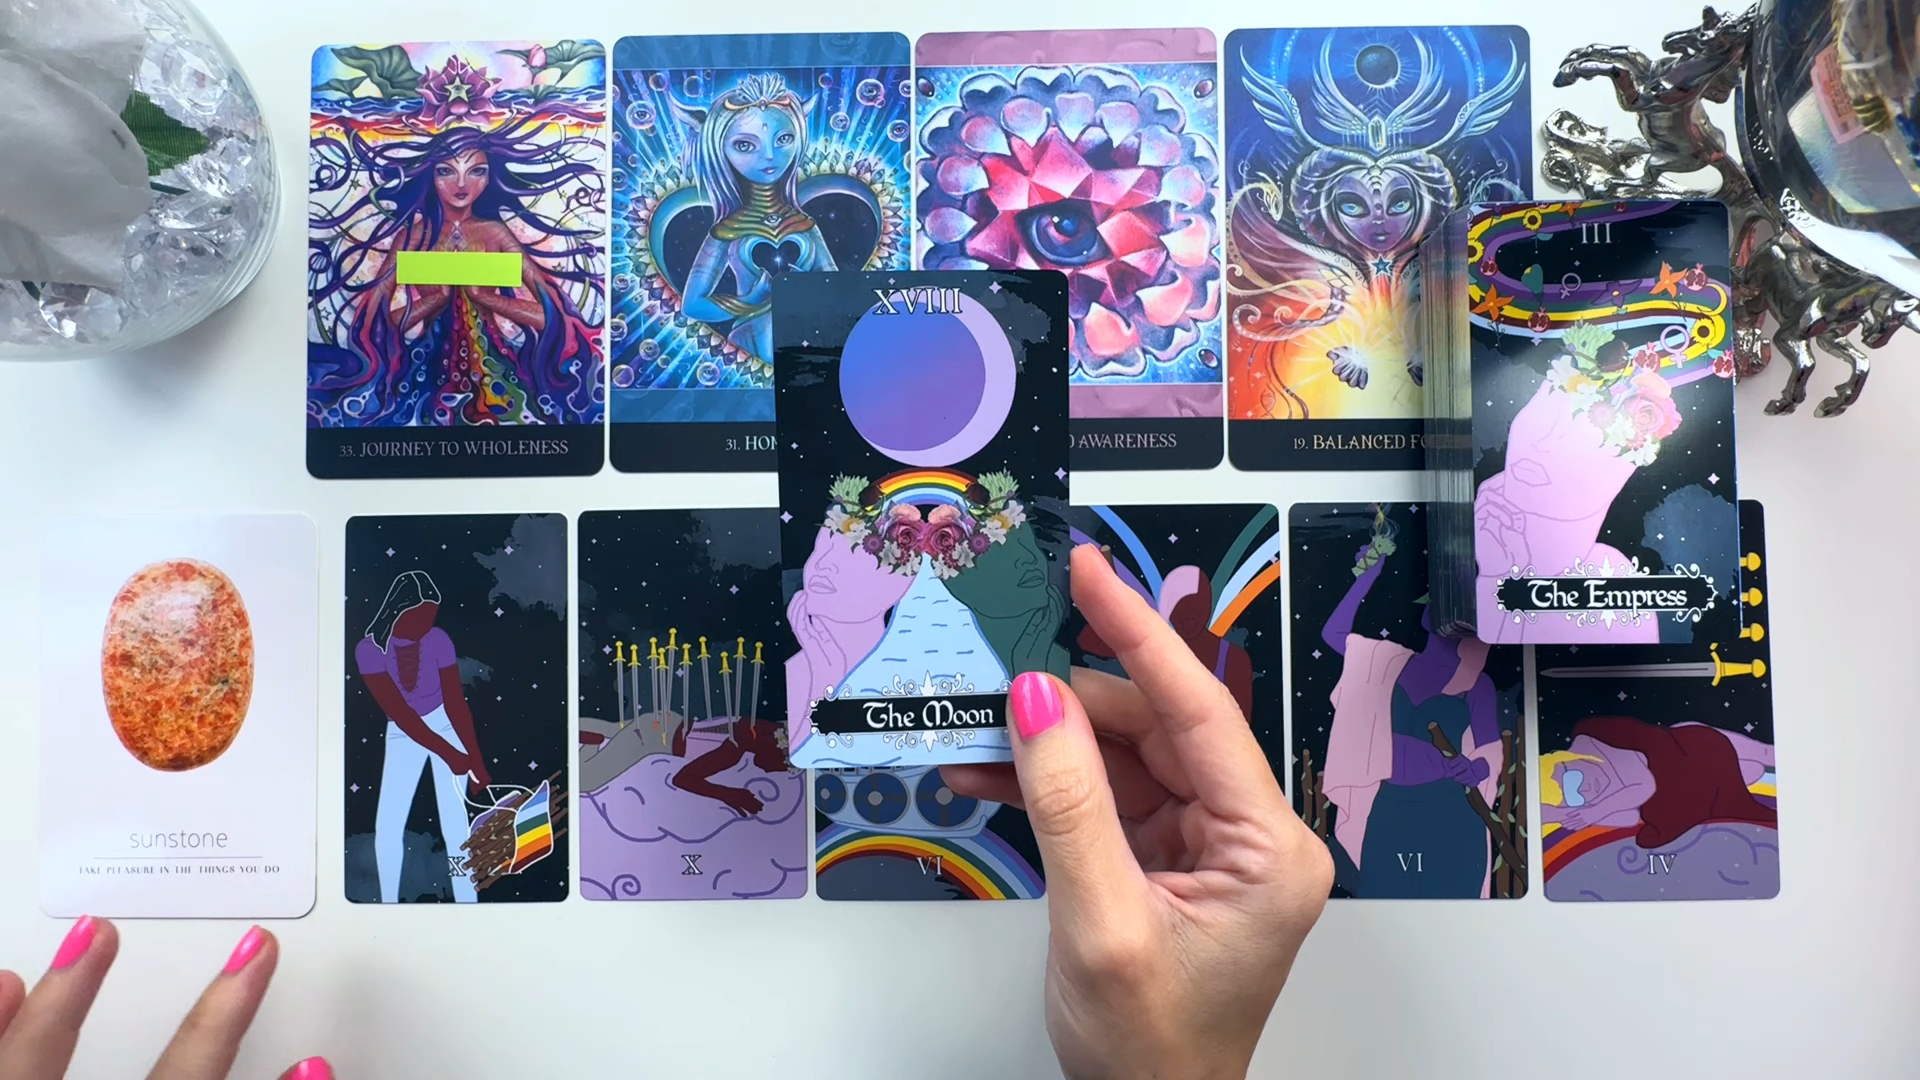 33. JOURNEY TO WHOLENESS
31.
AWARENESS
19. BALANCED
XVIII
The Moon
III
The Empress
sunstone
TAKE PLEASURE IN THE THINGS YOU DO
X
X
VI
VI
IV